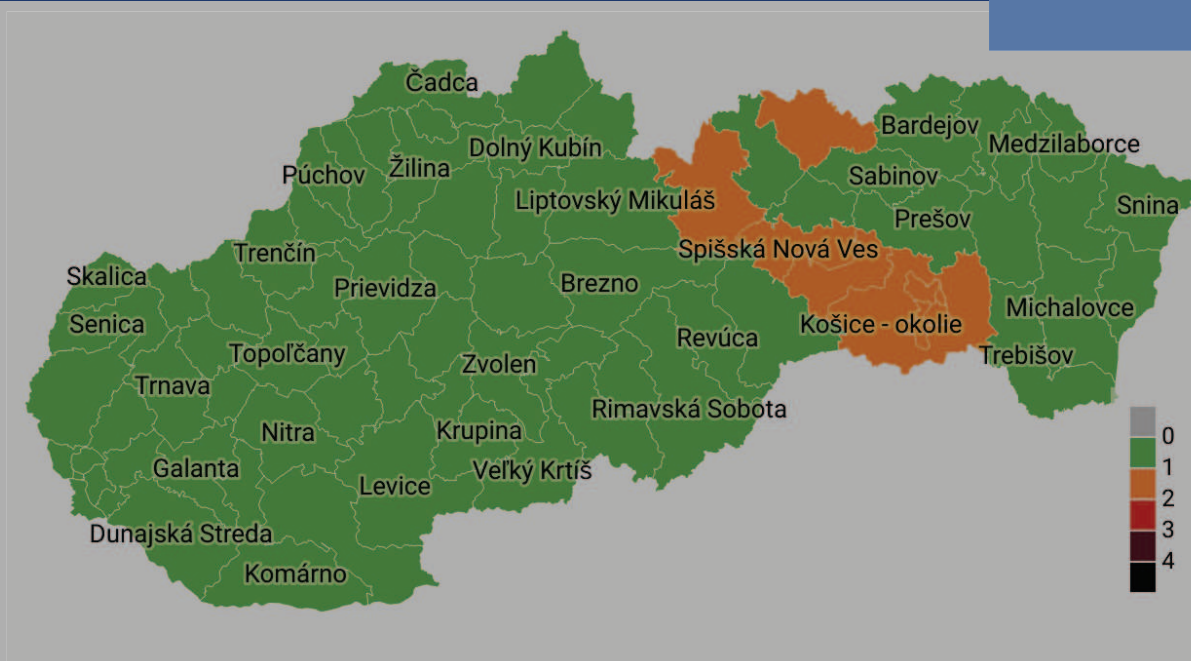 Čadca
Bardejov
Medzilaborce
Dolný Kubín
Púchov
Žilina
Sabinov
Liptovský Mikuláš
Snina
Prešov
Trenčín
Spišská Nová Ves
Skalica
Prievidza
Brezno
Michalovce
Senica
Košice - okolie
Revúca
Topoľčany
Trebišov
Zvolen
Trnava
Rimavská Sobota
Nitra
Krupina
0
1
Galanta
Veľký Krtíš
Levice
2
3
Dunajská Streda
4
Komárno